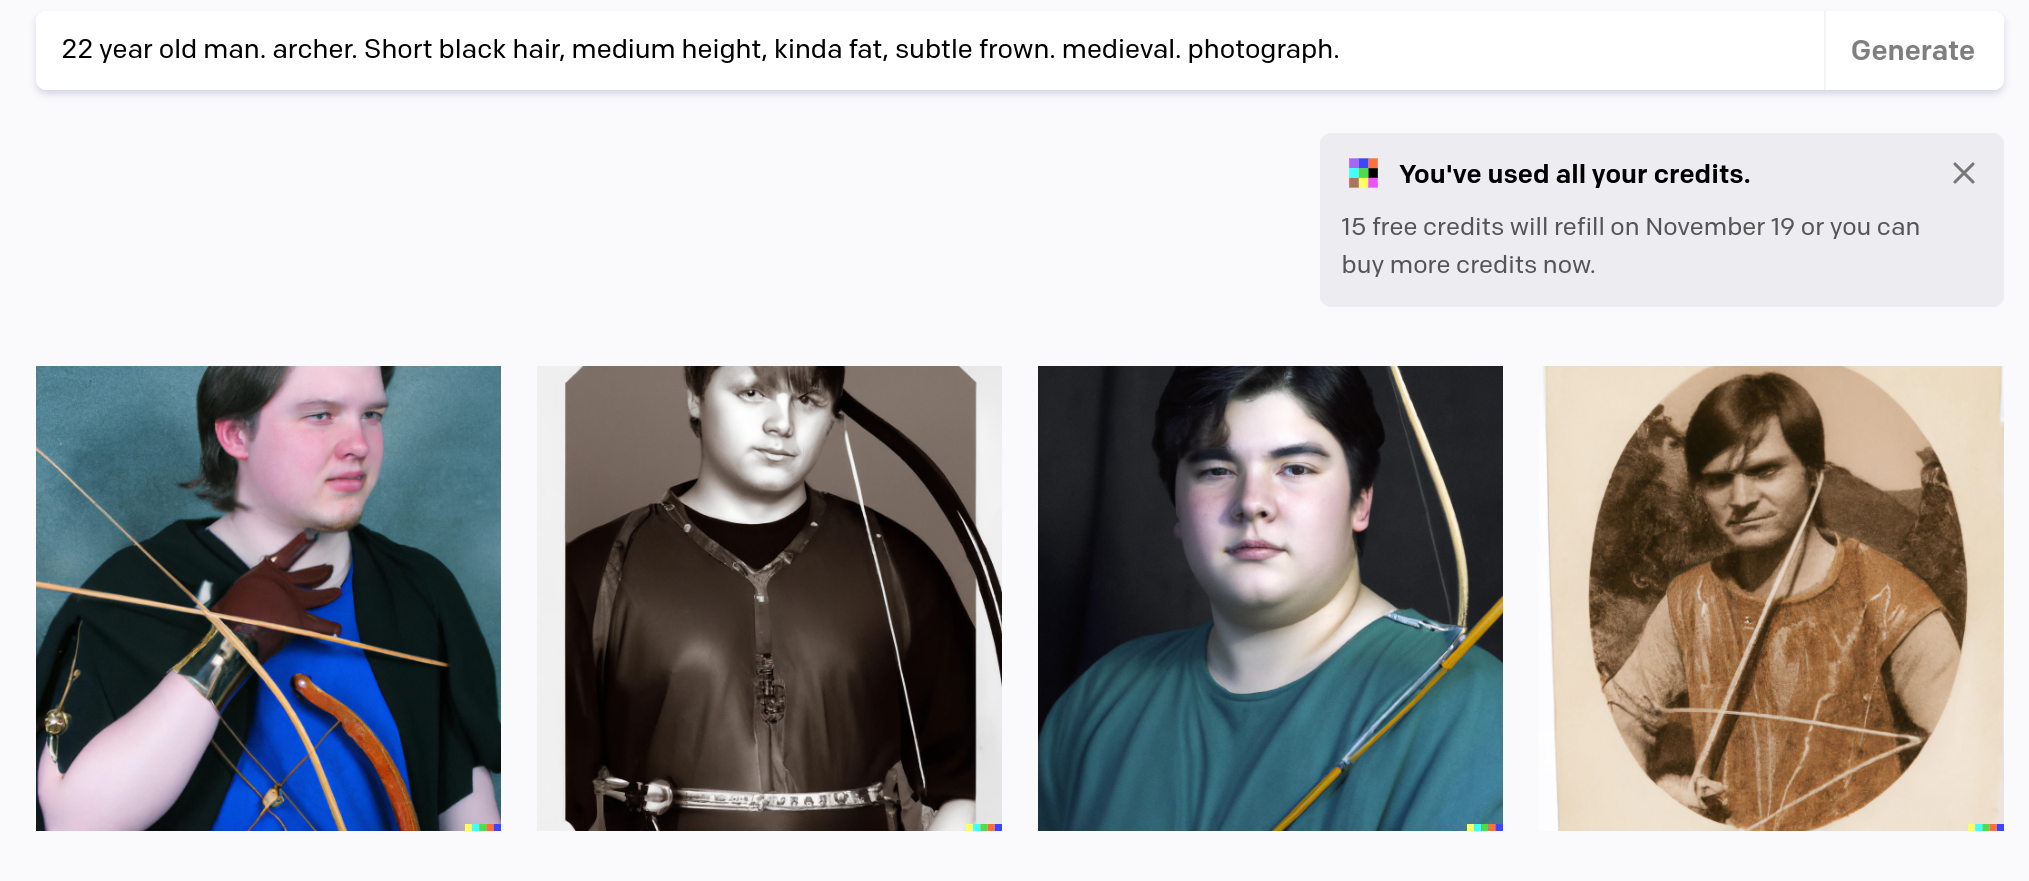 22 year old man. archer. Short black hair, medium height, kinda fat, subtle frown. medieval. photograph.
Generate
You've used all your credits.
15 free credits will refill on November 19 or you can
buy more credits now.